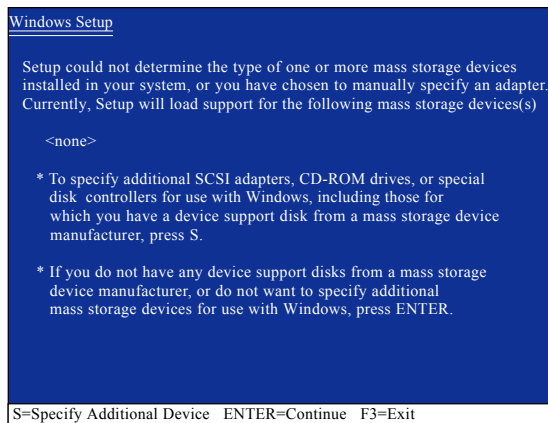 Windows Setup
Setup could not determine the type of one or more mass storage devices
installed in your system, or you have chosen to manually specify an adapter.
Currently, Setup will load support for the following mass storage devices(s)
<none>
* To specify additional SCSI adapters, CD-ROM drives, or special
disk controllers for use with Windows, including those for
which you have a device support disk from a mass storage device
manufacturer, press S.
* If you do not have any device support disks from a mass storage
device manufacturer, or do not want to specify additional
mass storage devices for use with Windows, press ENTER.
S=Specify Additional Device ENTER=Continue F3=Exit